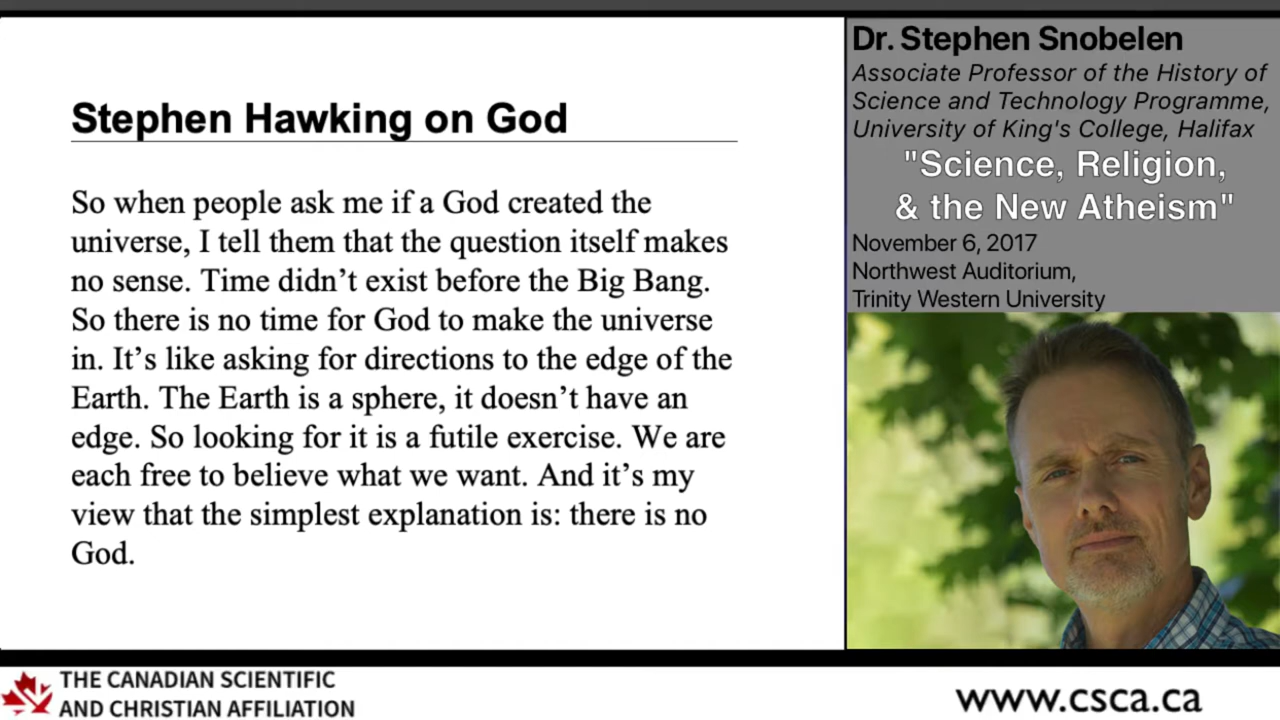 Stephen Hawking on God
So when people ask me if a God created the
universe, I tell them that the question itself makes
no sense. Time didn’t exist before the Big Bang.
So there is no time for God to make the universe
in. It’s like asking for directions to the edge of the
Earth. The Earth is a sphere, it doesn’t have an
edge. So looking for it is a futile exercise. We are
each free to believe what we want. And it’s my
view that the simplest explanation is: there is no
God.
Dr. Stephen Snobelen
Associate Professor of the History of
Science and Technology Programme,
University of King's College, Halifax
"Science, Religion,
& the New Atheism"
November 6, 2017
Northwest Auditorium,
Trinity Western University
THE CANADIAN SCIENTIFIC
AND CHRISTIAN AFFILIATION
www.csca.ca